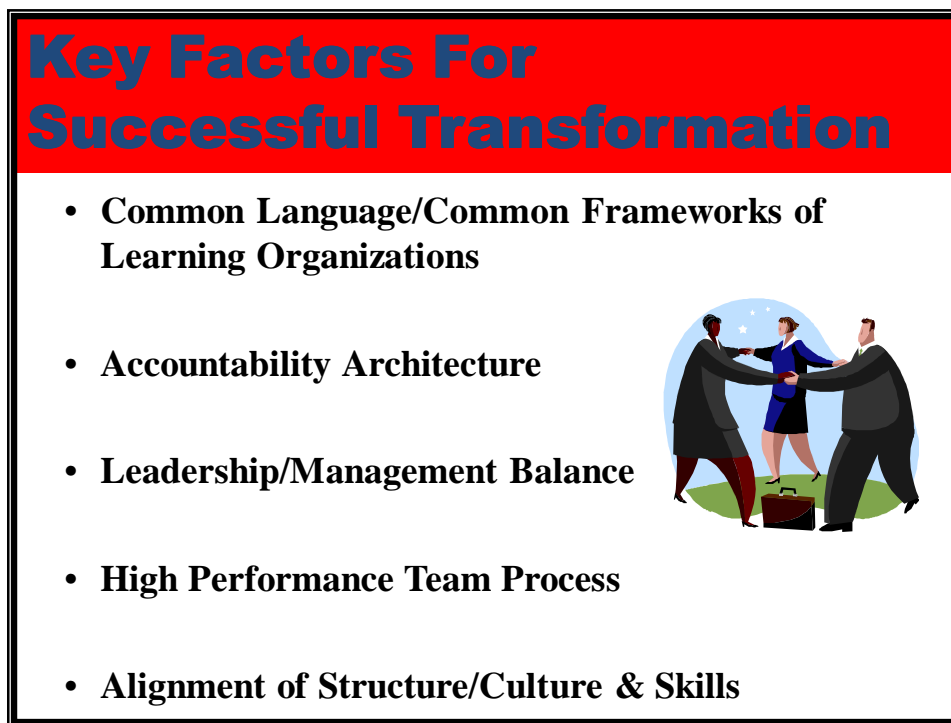 Key Factors For
Successful Transformation
• Common Language/Common Frameworks of
Learning Organizations
• Accountability Architecture
• Leadership/Management Balance
• High Performance Team Process
• Alignment of Structure/Culture & Skills